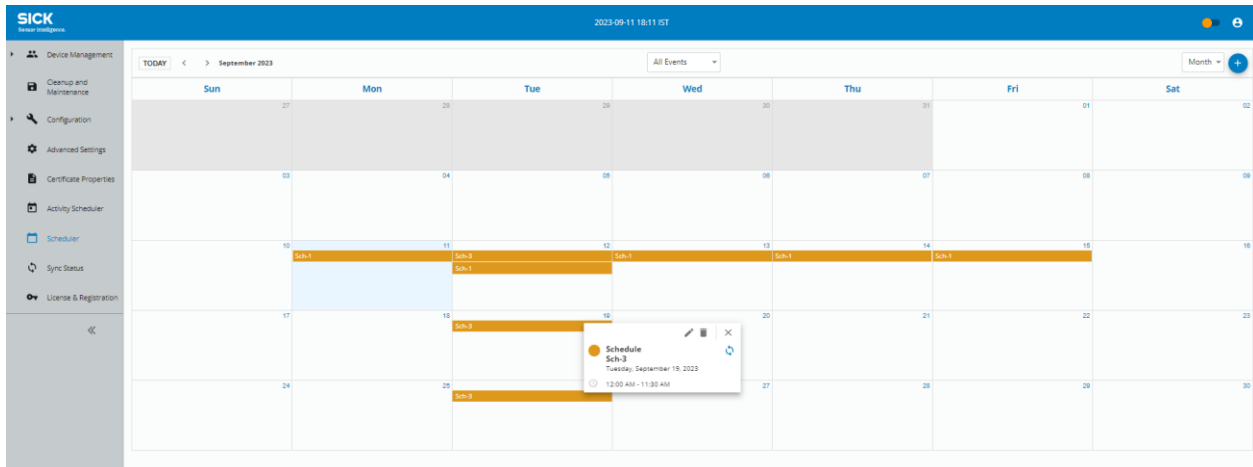 SICK
Sensor Intelligence.
2023-09-11 18:11 IST
Device Management
Cleanup and
Maintenance
Configuration
Advanced Settings
Certificate Properties
Activity Scheduler
Scheduler
Sync Status
License & Registration
TODAY < > September 2023
All Events
Month
+
Sun Mon Tue Wed Thu Fri Sat
27 28 29 30 31 01 02
03 04 05 06 07 08 09
10 11 12 13 14 15 16
Sch-1 Sch-3 Sch-1 Sch-1 Sch-1
Sch-1
17 18 19 20 21 22 23
Sch-3
Schedule
Sch-3
Tuesday, September 19, 2023
12:00 AM - 11:30 AM
24 25 27 28 29 30
Sch-3